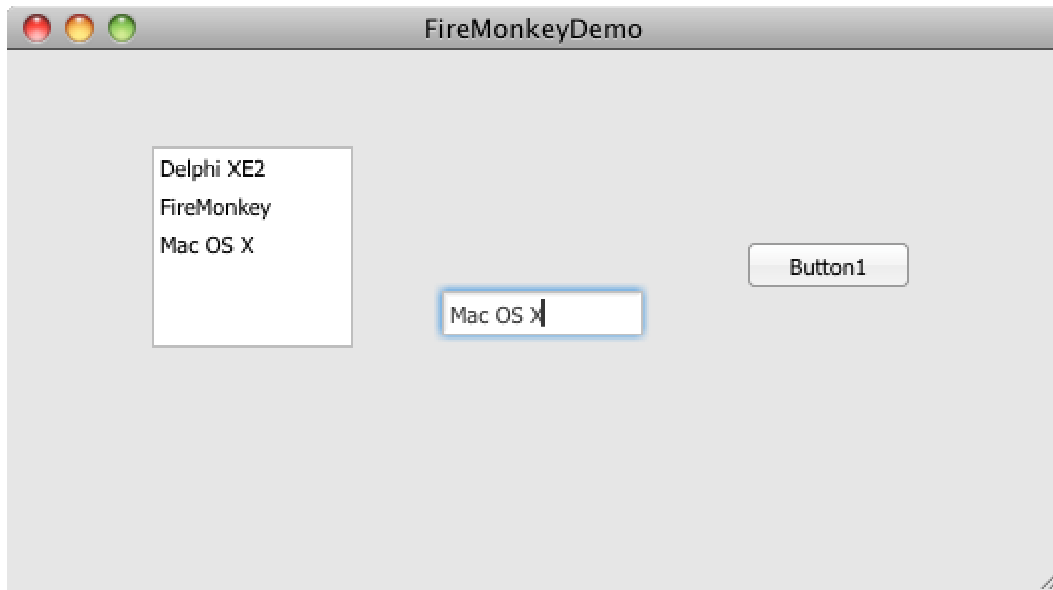 FireMonkeyDemo
Delphi XE2
FireMonkey
Mac OS X
Mac OS X
Button1